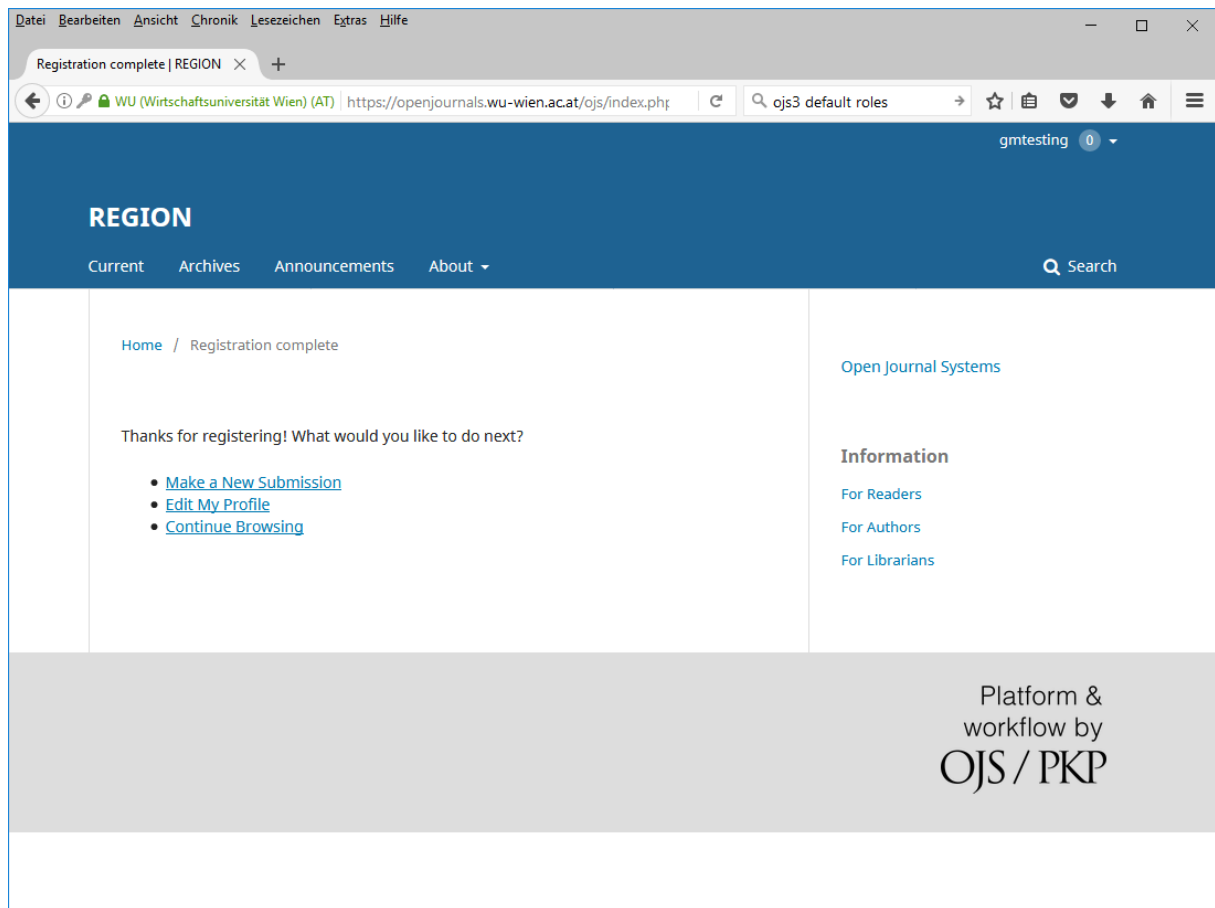 Datei Bearbeiten Ansicht Chronik Lesezeichen Extras Hilfe
Registration complete | REGION
WU (Wirtschaftsuniversität Wien) (AT) https://openjournals.wu-wien.ac.at/ojs/index.php ojs3 default roles
gmtesting 0
REGION
Current Archives Announcements About Search
Home / Registration complete
Thanks for registering! What would you like to do next?
Make a New Submission
Edit My Profile
Continue Browsing
Open Journal Systems
Information
For Readers
For Authors
For Librarians
Platform &
workflow by
OJS / PKP